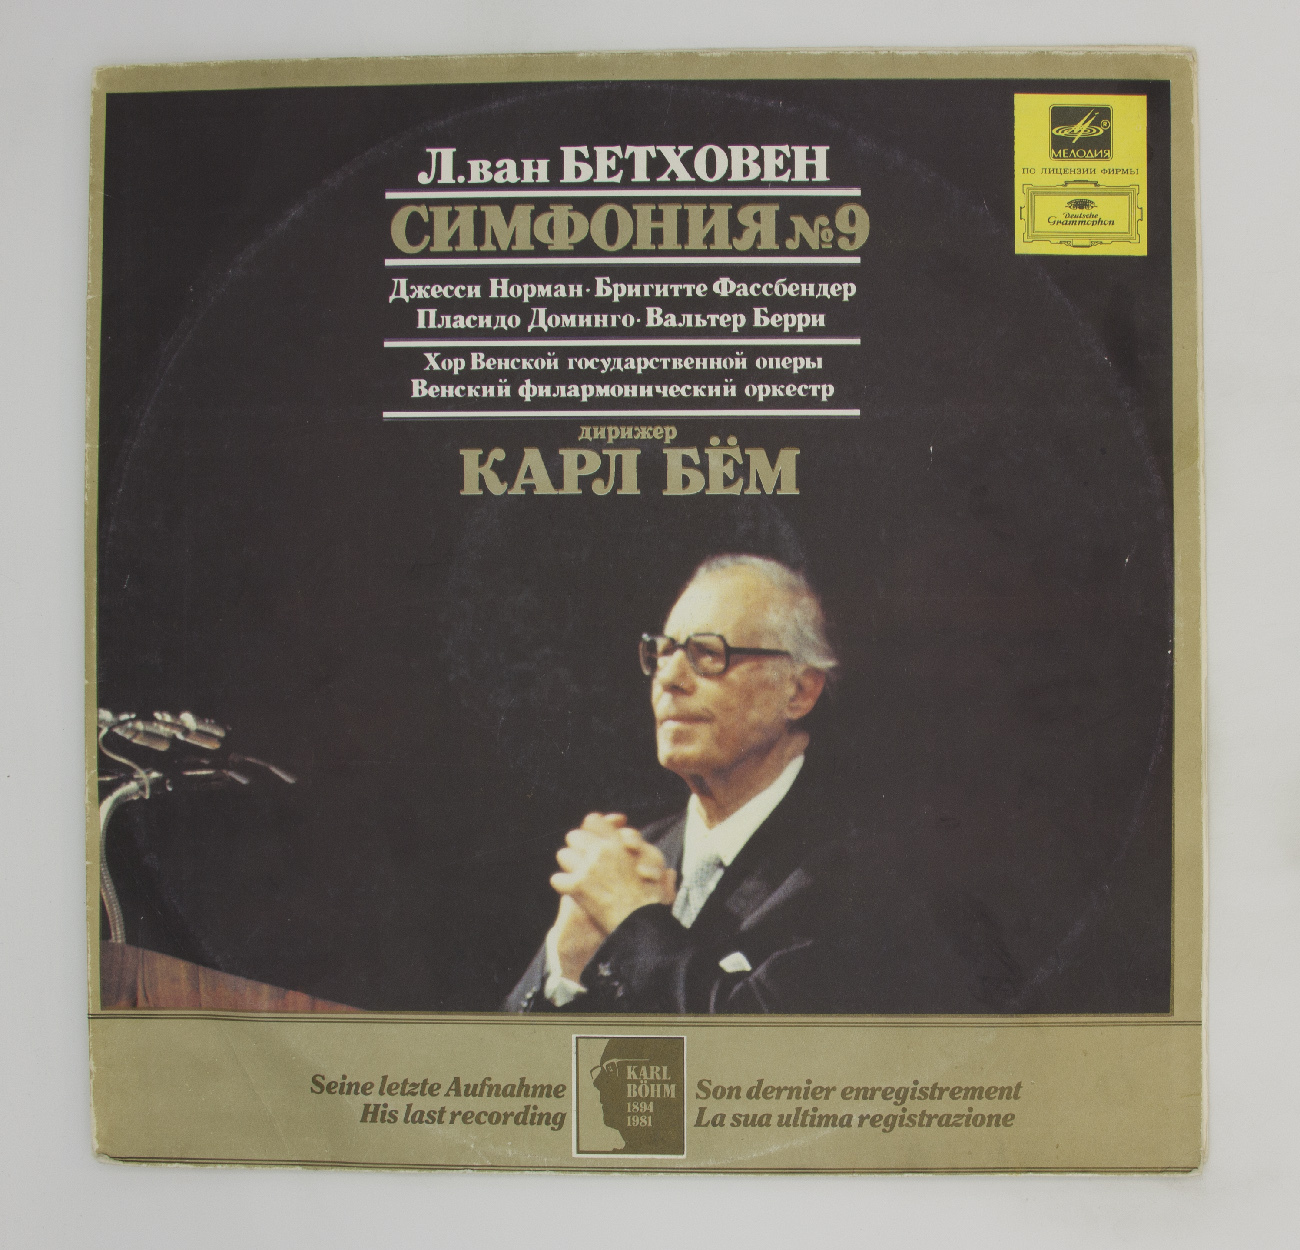 Л.ван БЕТХОВЕН
СИМФОНИЯ №9
Джесси Норман · Бригитте Фассбендер
Пласидо Доминго · Вальтер Берри
Хор Венской государственной оперы
Венский филармонический оркестр
дирижер
КАРЛ БЁМ
МЕЛОДИЯ
ПО ЛИЦЕНЗИИ ФИРМЫ
Deutsche
Grammophon
Seine letzte Aufnahme
His last recording
KARL
BÖHM
1894
1981
Son dernier enregistrement
La sua ultima registrazione